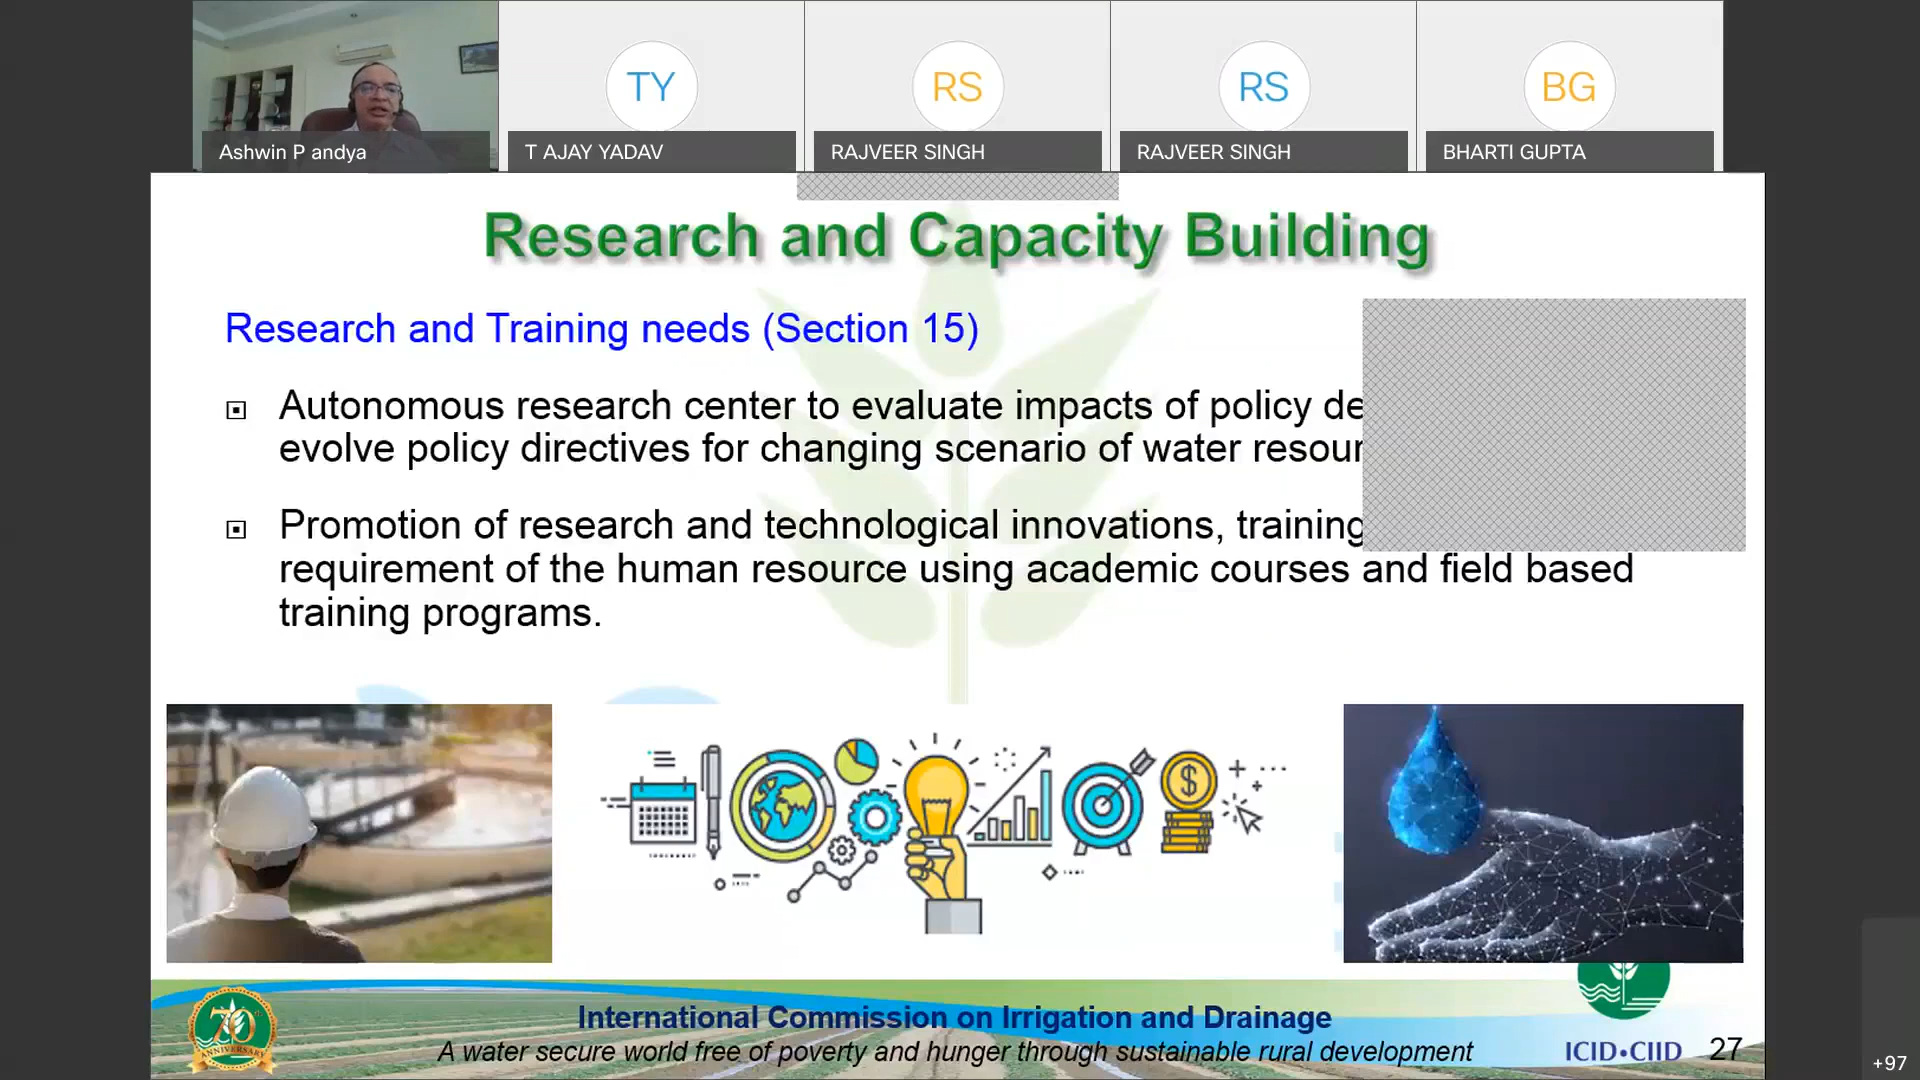 TY
RS
RS
BG
Ashwin P andya
T AJAY YADAV
RAJVEER SINGH
RAJVEER SINGH
BHARTI GUPTA
Research and Capacity Building
Research and Training needs (Section 15)
Autonomous research center to evaluate impacts of policy
evolve policy directives for changing scenario of water
Promotion of research and technological innovations, training
requirement of the human resource using academic courses and field based
training programs.
$
70th
ANNIVERSARY
International Commission on Irrigation and Drainage
A water secure world free of poverty and hunger through sustainable rural development
ICID•CIID
27
+97